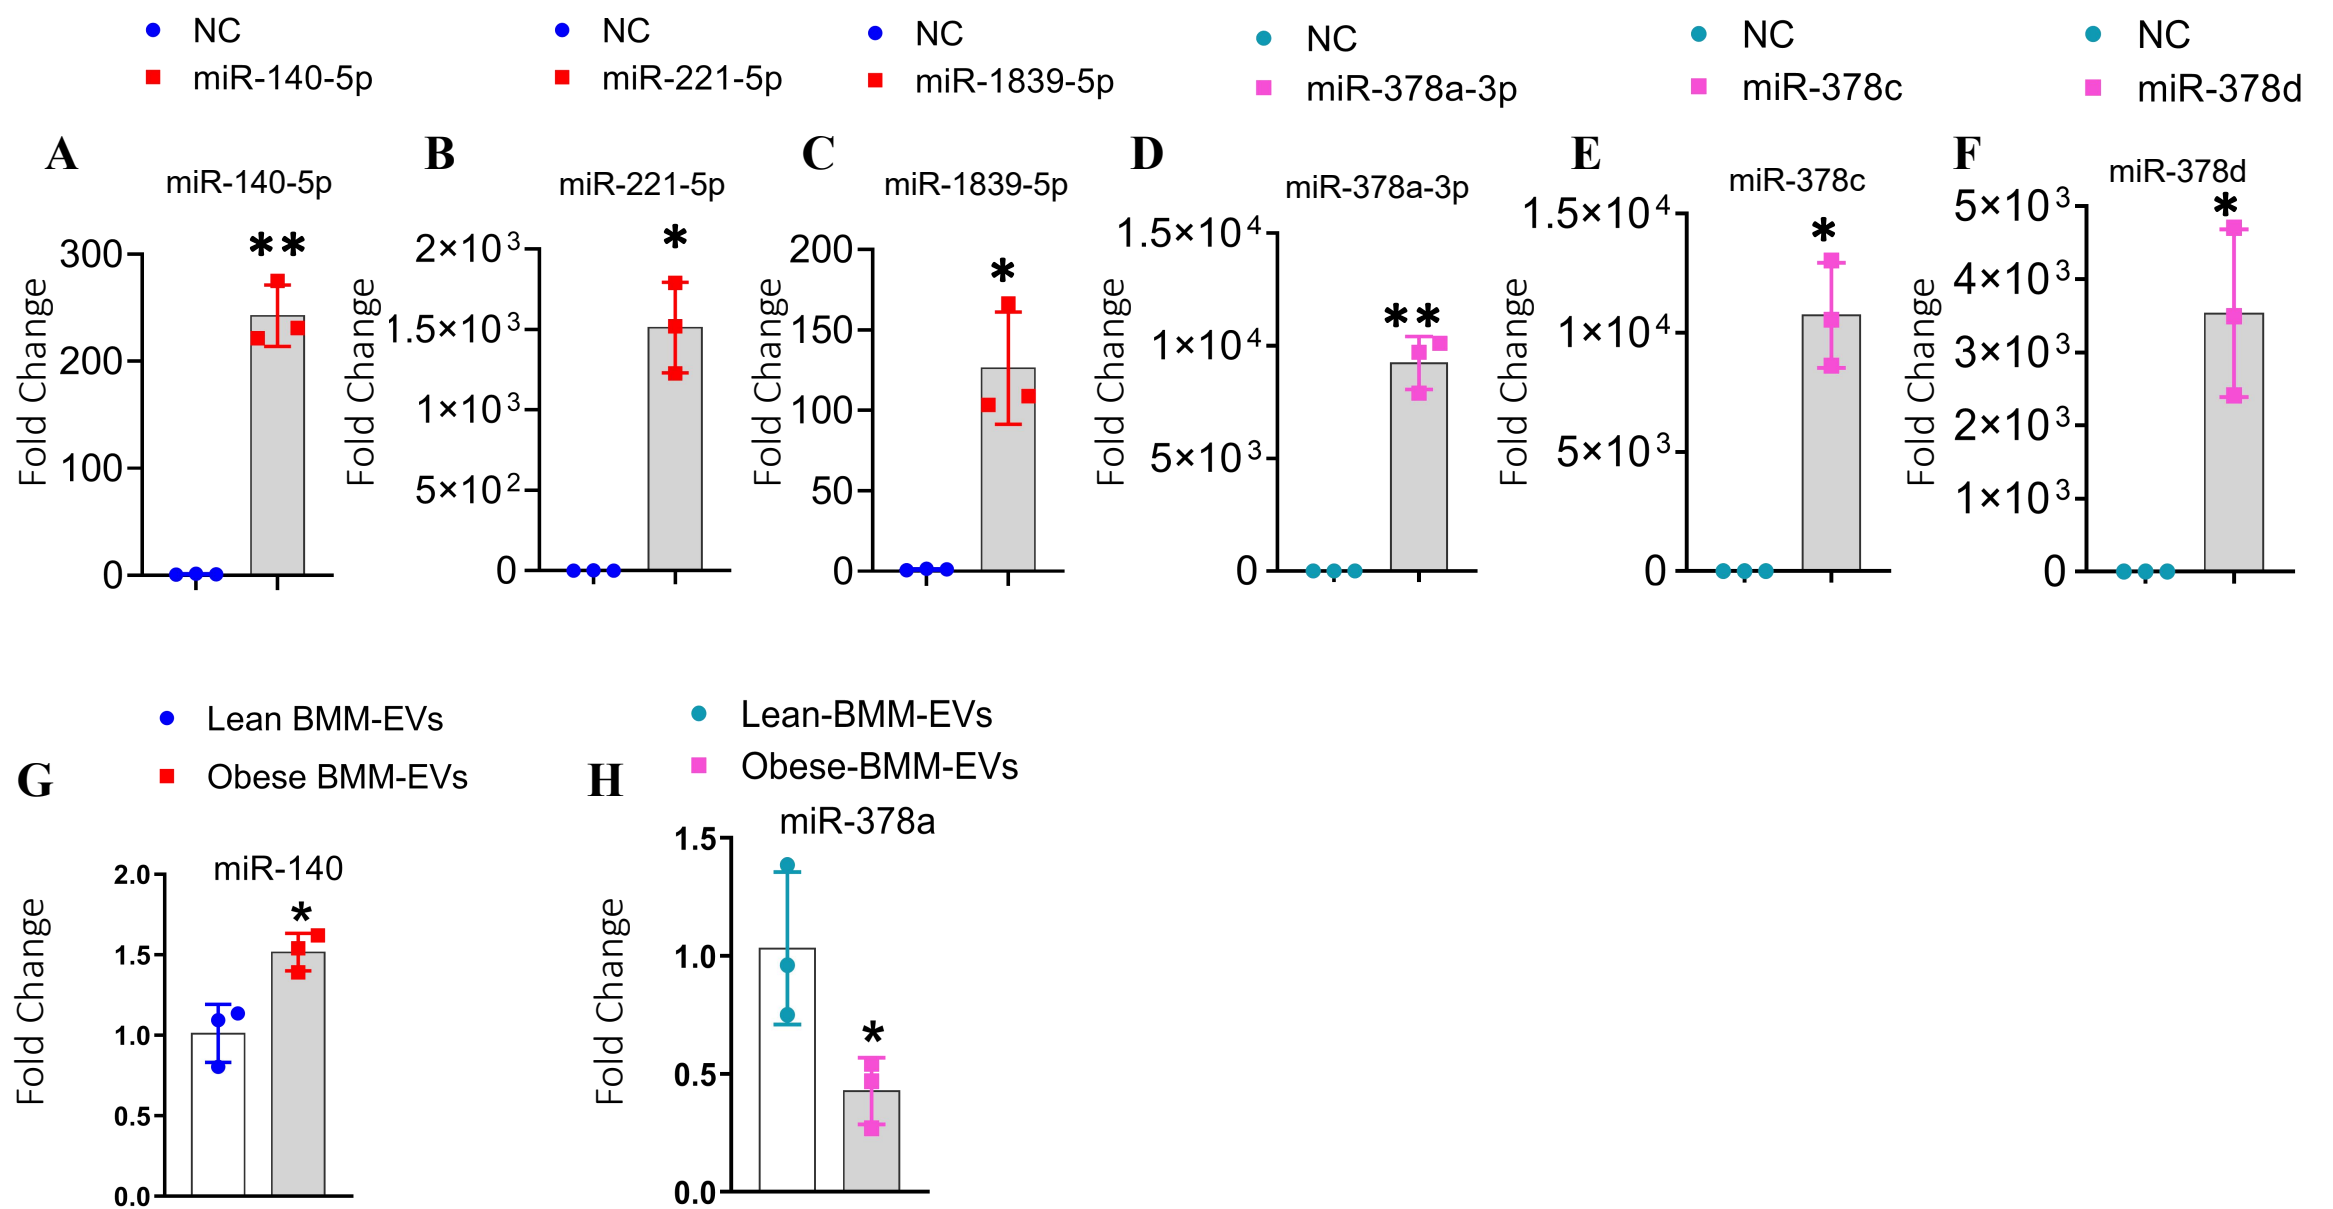 NC
miR-140-5p
NC
miR-221-5p
NC
miR-1839-5p
NC
miR-378a-3p
NC
miR-378c
NC
miR-378d
A
miR-140-5p
**
Fold Change
300
200
100
0
B
miR-221-5p
*
Fold Change
2×10³
1.5×10³
1×10³
5×10²
0
C
miR-1839-5p
*
Fold Change
200
150
100
50
0
D
miR-378a-3p
**
Fold Change
1.5×10⁴
1×10⁴
5×10³
0
E
miR-378c
*
Fold Change
1.5×10⁴
1×10⁴
5×10³
0
F
miR-378d
*
Fold Change
5×10³
4×10³
3×10³
2×10³
1×10³
0
G
Lean BMM-EVs
Obese BMM-EVs
miR-140
*
Fold Change
2.0
1.5
1.0
0.5
0.0
H
Lean-BMM-EVs
Obese-BMM-EVs
miR-378a
*
Fold Change
1.5
1.0
0.5
0.0